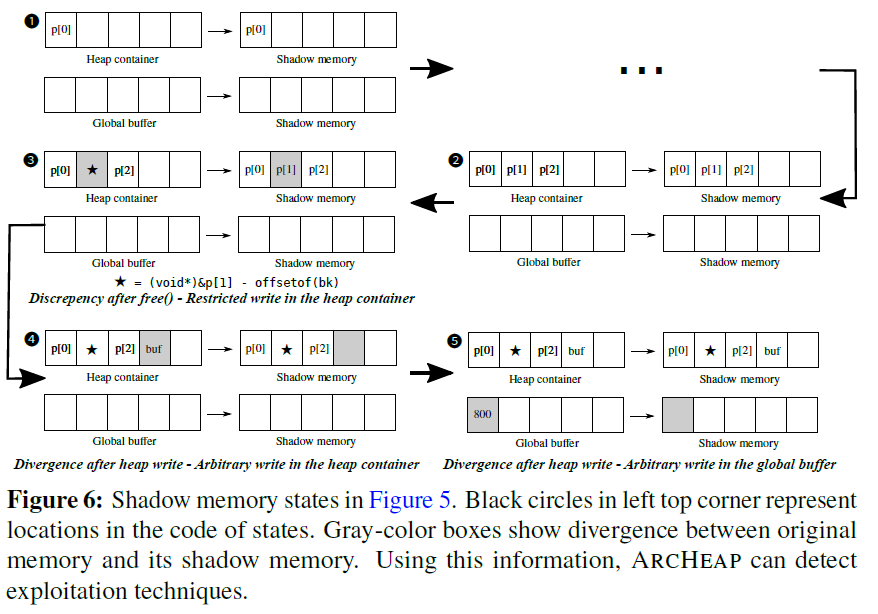 ❶ p[0] p[0]
Heap container Shadow memory
...
Global buffer Shadow memory
❸ p[0] ★ p[2] p[0] p[1] p[2]
Heap container Shadow memory
❷ p[0] p[1] p[2] p[0] p[1] p[2]
Heap container Shadow memory
Global buffer Shadow memory
Global buffer Shadow memory
★ = (void*)&p[1] - offsetof(bk)
Discrepency after free() - Restricted write in the heap container
❹ p[0] ★ p[2] buf p[0] ★ p[2]
Heap container Shadow memory
Global buffer Shadow memory
Divergence after heap write - Arbitrary write in the heap container
❺ p[0] ★ p[2] buf p[0] ★ p[2] buf
Heap container Shadow memory
800
Global buffer Shadow memory
Divergence after heap write - Arbitrary write in the global buffer
Figure 6: Shadow memory states in Figure 5. Black circles in left top corner represent
locations in the code of states. Gray-color boxes show divergence between original
memory and its shadow memory. Using this information, ARCHEAP can detect
exploitation techniques.